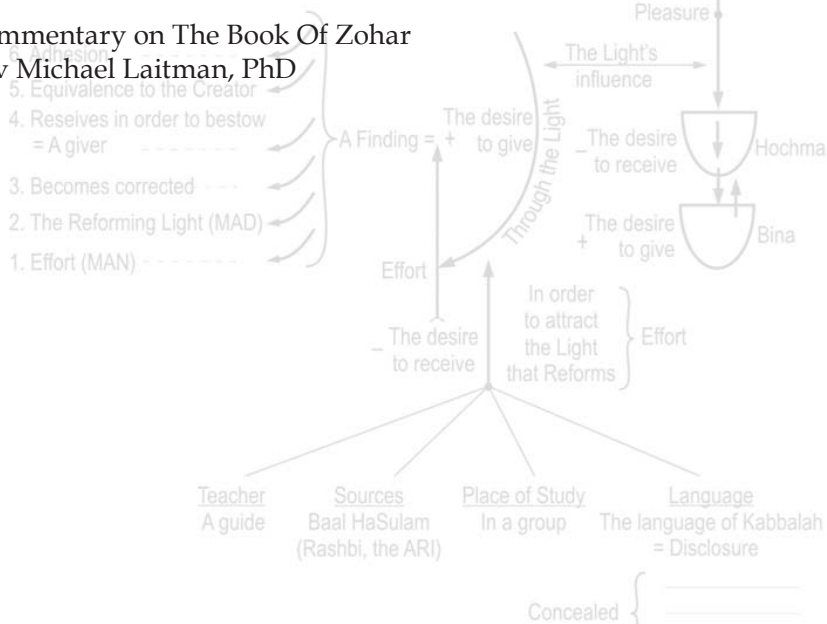 mmentary on The Book Of Zohar
Michael Laitman, PhD
6. Adhesion
5. Equivalence to the Creator
4. Reseives in order to bestow
= A giver
3. Becomes corrected
2. The Reforming Light (MAD)
1. Effort (MAN)
A Finding = +
The desire
to give
Through the Light
Effort
– The desire
to receive
Pleasure
The Light's
influence
– The desire
to receive
Hochma
+ The desire
to give
Bina
In order
to attract
the Light
that Reforms
Effort
Teacher
A guide
Sources
Baal HaSulam
(Rashbi, the ARI)
Place of Study
In a group
Language
The language of Kabbalah
= Disclosure
Concealed